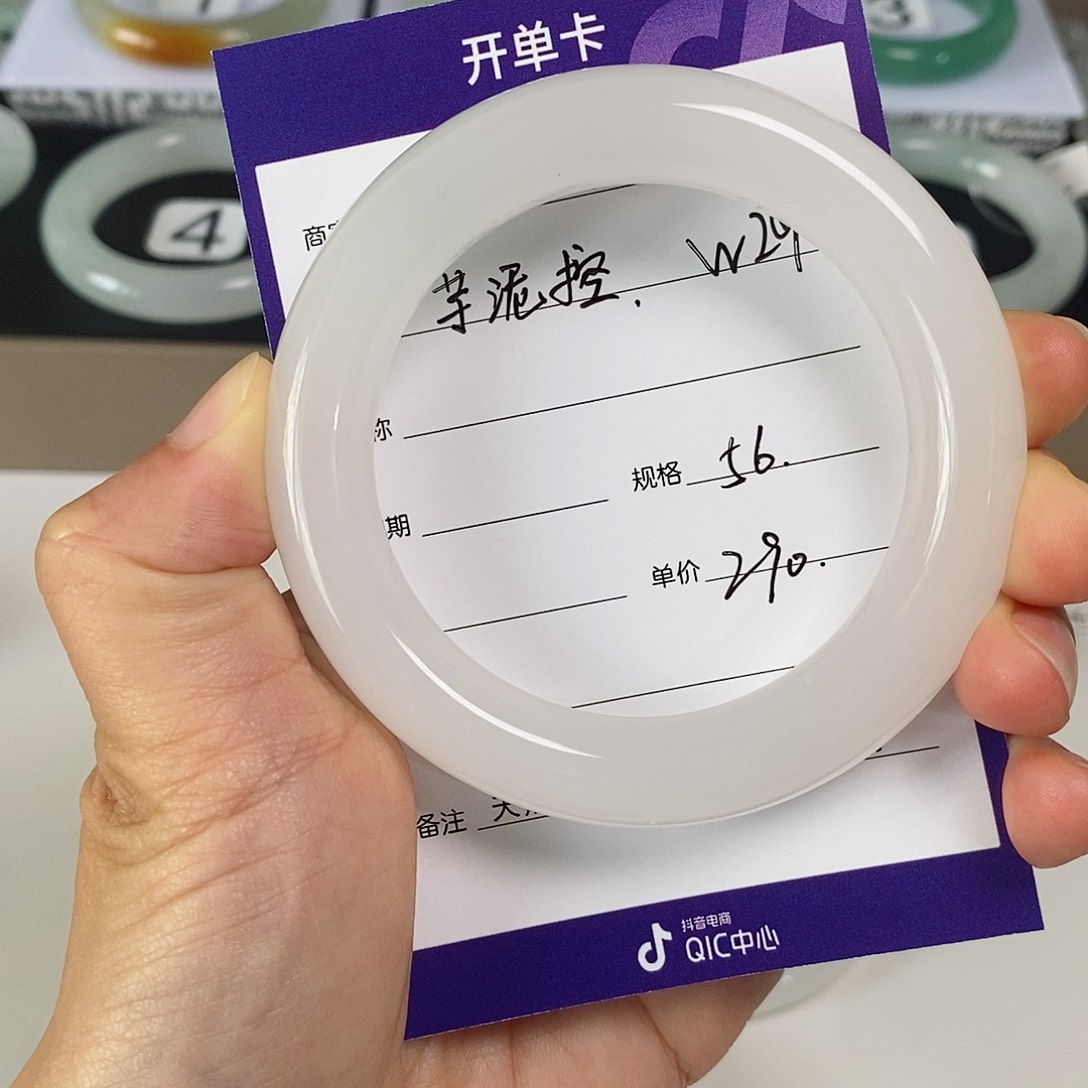 开单卡
商
芋泥控. W29
称
期
规格 56.
单价 290.
备注 天
抖音电商
QIC中心
4